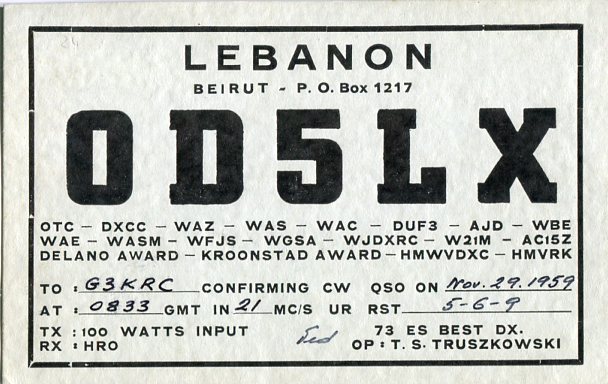 LEBANON
BEIRUT - P. O. Box 1217
OD5LX
OTC - DXCC - WAZ - WAS - WAC - DUF3 - AJD - WBE
WAE - WASM - WFJS - WGSA - WJDXRC - W21M - AC15Z
DELANO AWARD - KROONSTAD AWARD - HMWVDXC - HMVRK
TO : G3KRC CONFIRMING CW QSO ON Nov. 29. 1959
AT : 0833 GMT IN 21 MC/S UR RST 5-6-9
TX : 100 WATTS INPUT Ted 73 ES BEST DX.
RX : HRO OP : T. S. TRUSZKOWSKI